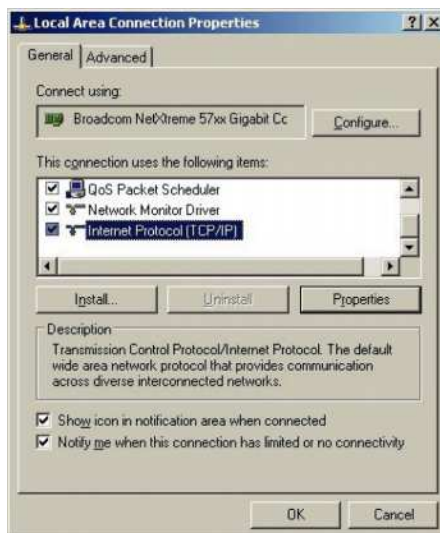 Local Area Connection Properties
General Advanced
Connect using:
Broadcom NetXtreme 57xx Gigabit Cc
Configure...
This connection uses the following items:
QoS Packet Scheduler
Network Monitor Driver
Internet Protocol (TCP/IP)
Install... Uninstall Properties
Description
Transmission Control Protocol/Internet Protocol. The default
wide area network protocol that provides communication
across diverse interconnected networks.
Show icon in notification area when connected
Notify me when this connection has limited or no connectivity
OK Cancel